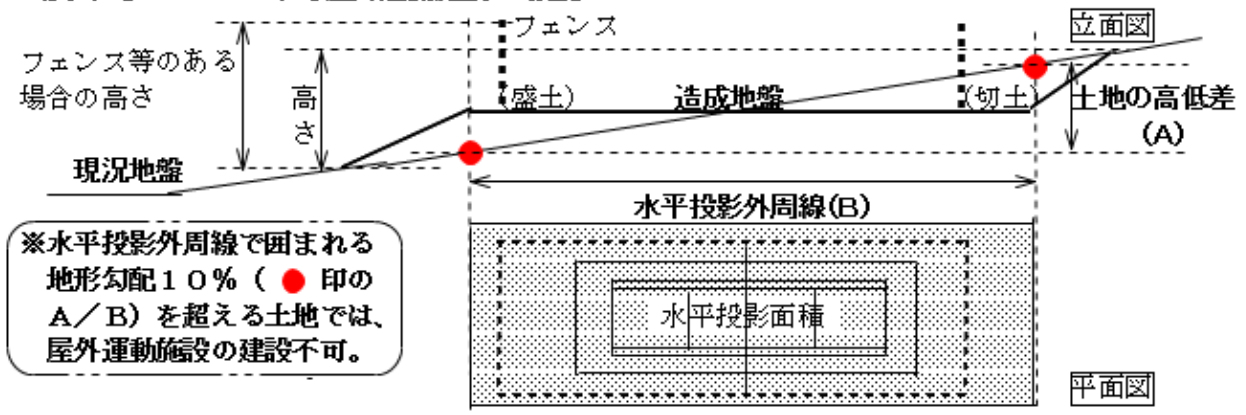 フェンス
立面図
フェンス等のある
場合の高さ
高
さ
(盛土)
造成地盤
(切土)
土地の高低差
(A)
現況地盤
水平投影外周線(B)
※水平投影外周線で囲まれる
地形勾配10%( 印の
A/B)を超える土地では、
屋外運動施設の建設不可。
水平投影面積
平面図